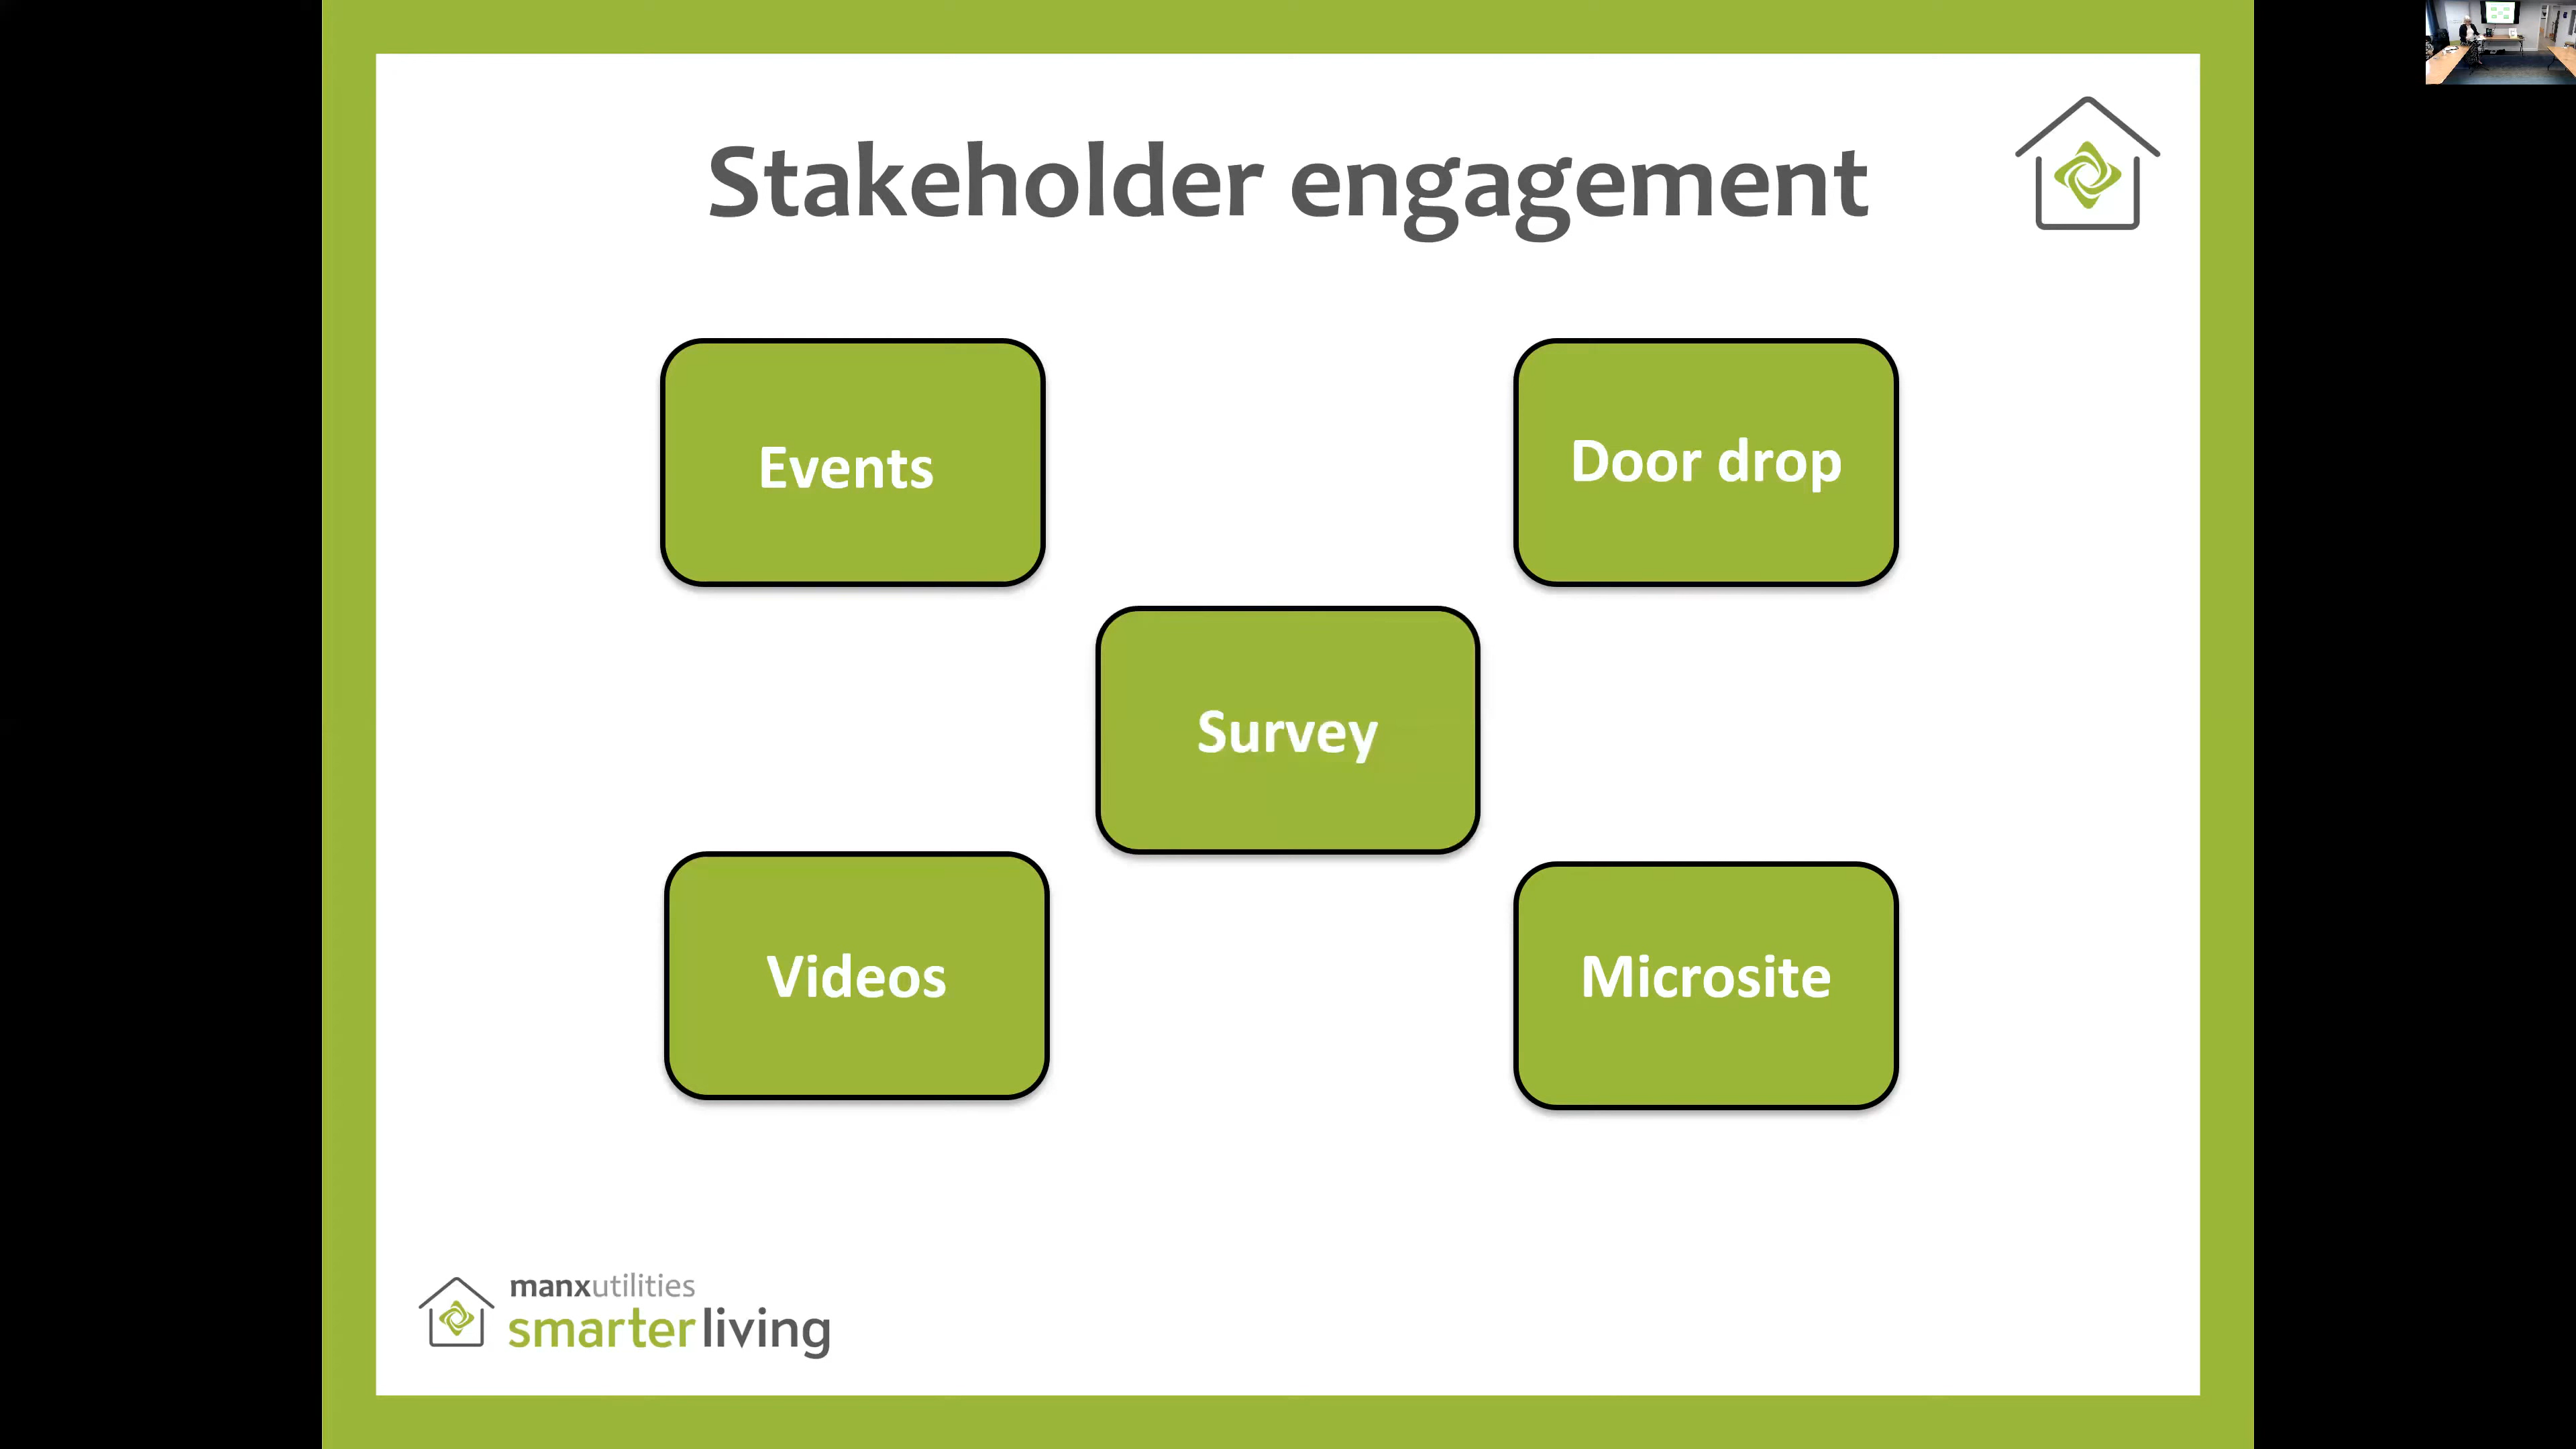 Stakeholder engagement
Events
Door drop
Survey
Videos
Microsite
manxutilities
smarterliving